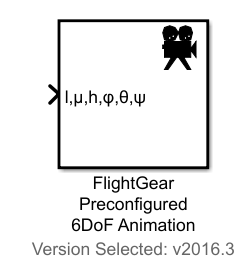 l,μ,h,φ,θ,ψ
FlightGear
Preconfigured
6DoF Animation
Version Selected: v2016.3